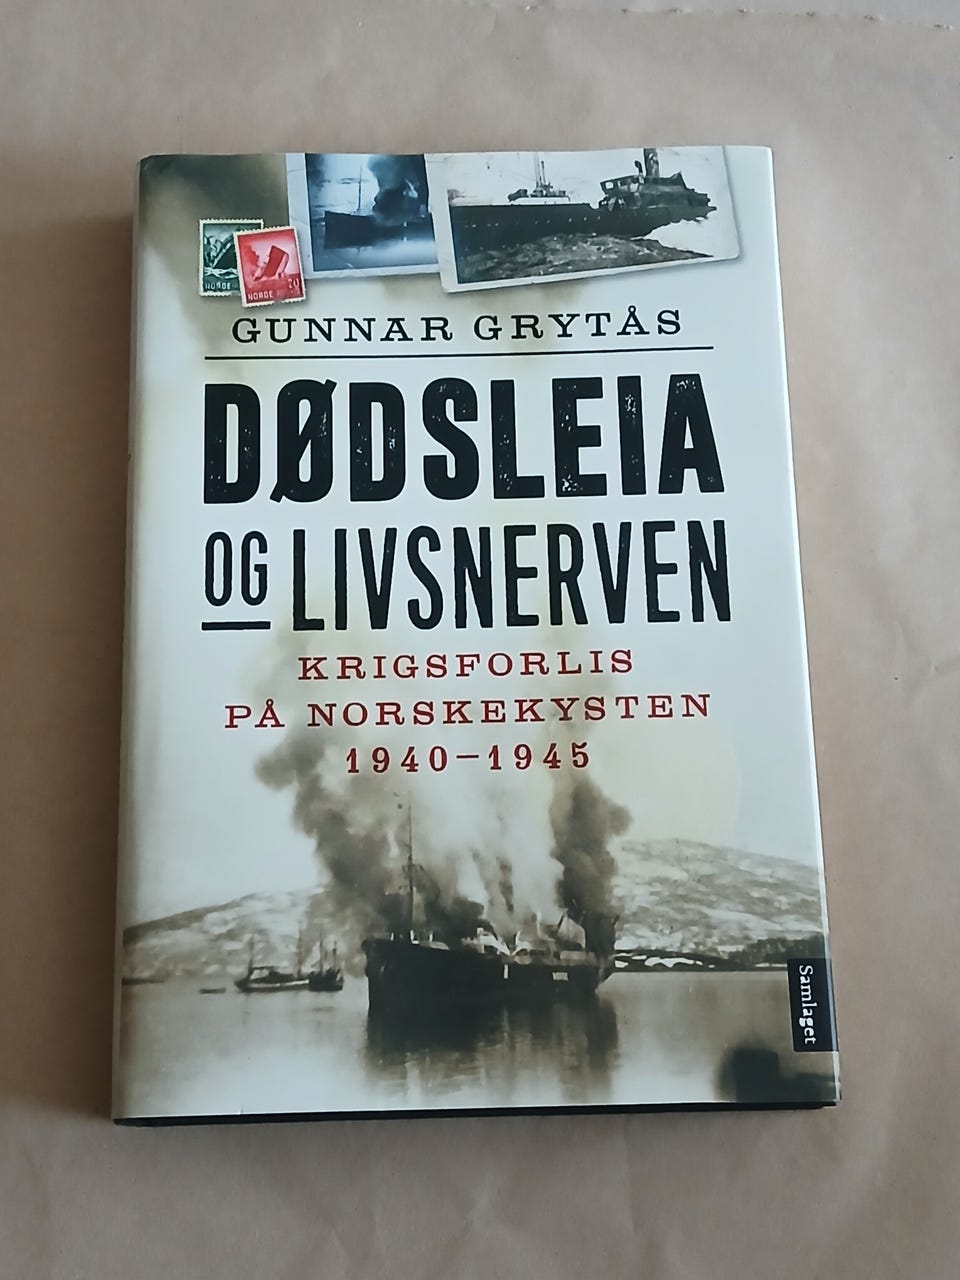 NORGE
NORGE 20
GUNNAR GRYTÅS
DØDSLEIA
OG LIVSNERVEN
KRIGSFORLIS
PÅ NORSKEKYSTEN
1940–1945
Samlaget